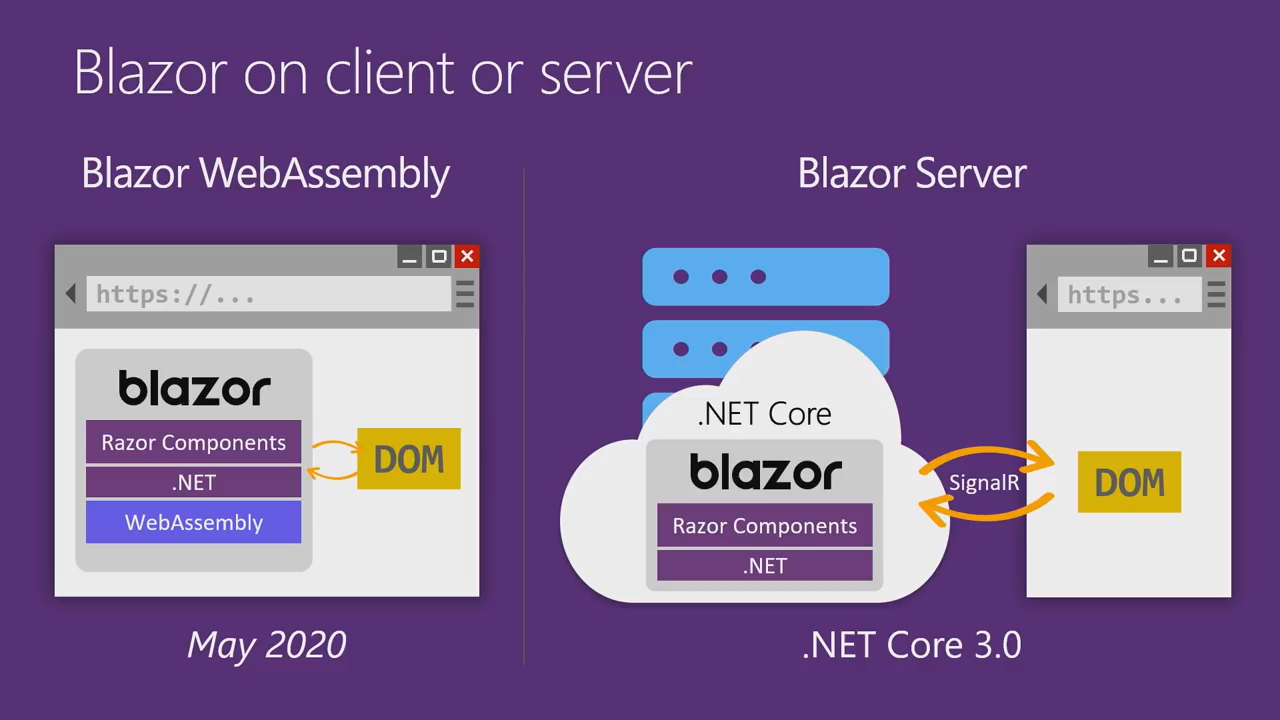 Blazor on client or server
Blazor WebAssembly
https://...
blazor
Razor Components
.NET
WebAssembly
DOM
May 2020
Blazor Server
.NET Core
blazor
Razor Components
.NET
SignalR
https...
DOM
.NET Core 3.0